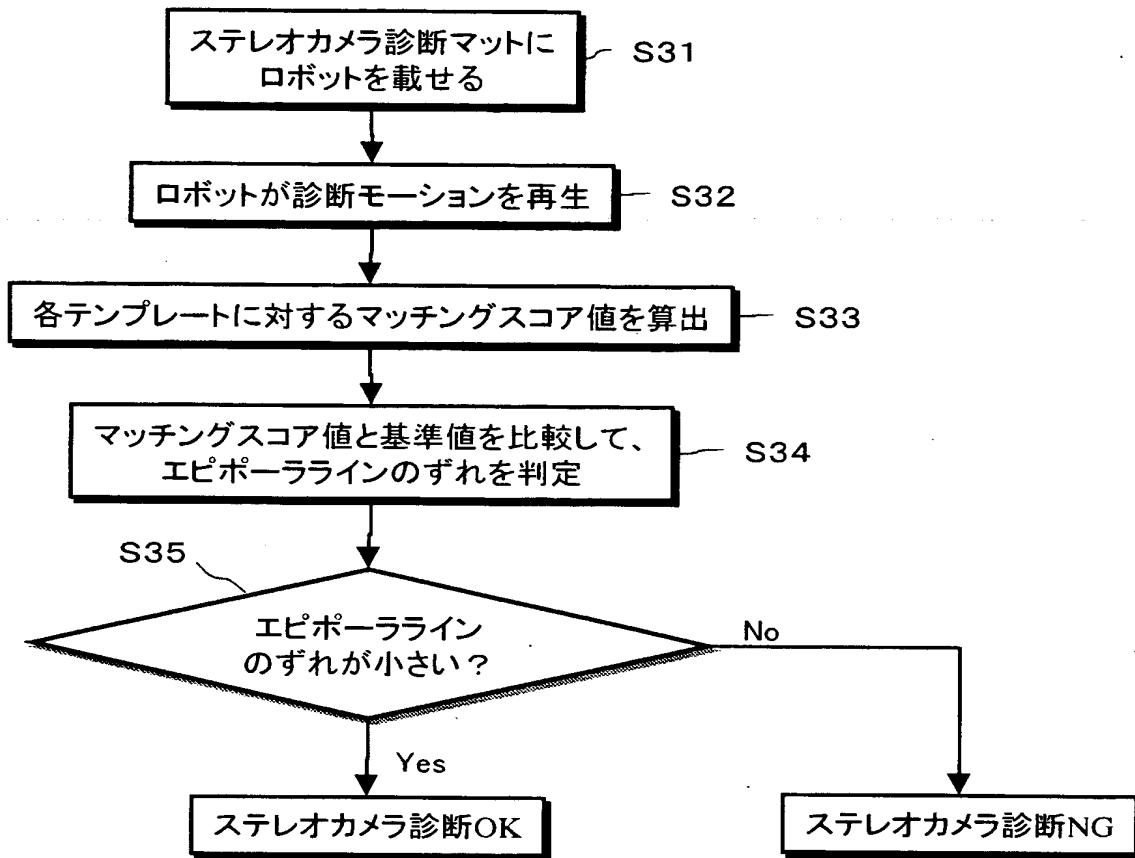 ステレオカメラ診断マットに
ロボットを載せる
S31
ロボットが診断モーションを再生
S32
各テンプレートに対するマッチングスコア値を算出
S33
マッチングスコア値と基準値を比較して、
エピポーララインのずれを判定
S34
S35
エピポーラライン
のずれが小さい？
No
Yes
ステレオカメラ診断OK
ステレオカメラ診断NG